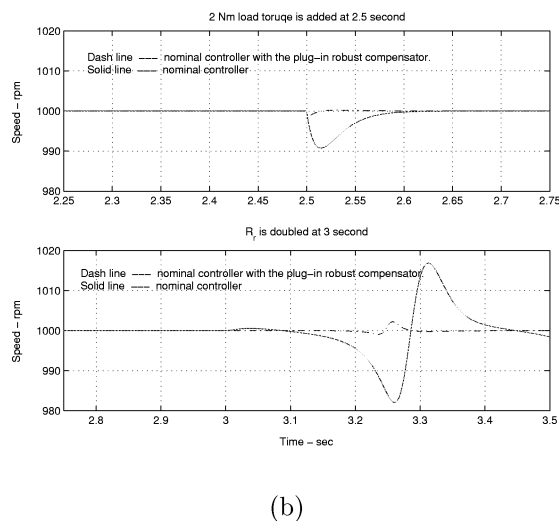 2 Nm load toruqe is added at 2.5 second
1020
1010
1000
990
980
Speed – rpm
Dash line --- nominal controller with the plug-in robust compensator.
Solid line — nominal controller
2.25 2.3 2.35 2.4 2.45 2.5 2.55 2.6 2.65 2.7 2.75
R_r is doubled at 3 second
1020
1010
1000
990
980
Speed – rpm
Dash line --- nominal controller with the plug-in robust compensator.
Solid line — nominal controller
2.8 2.9 3 3.1 3.2 3.3 3.4 3.5
Time – sec
(b)